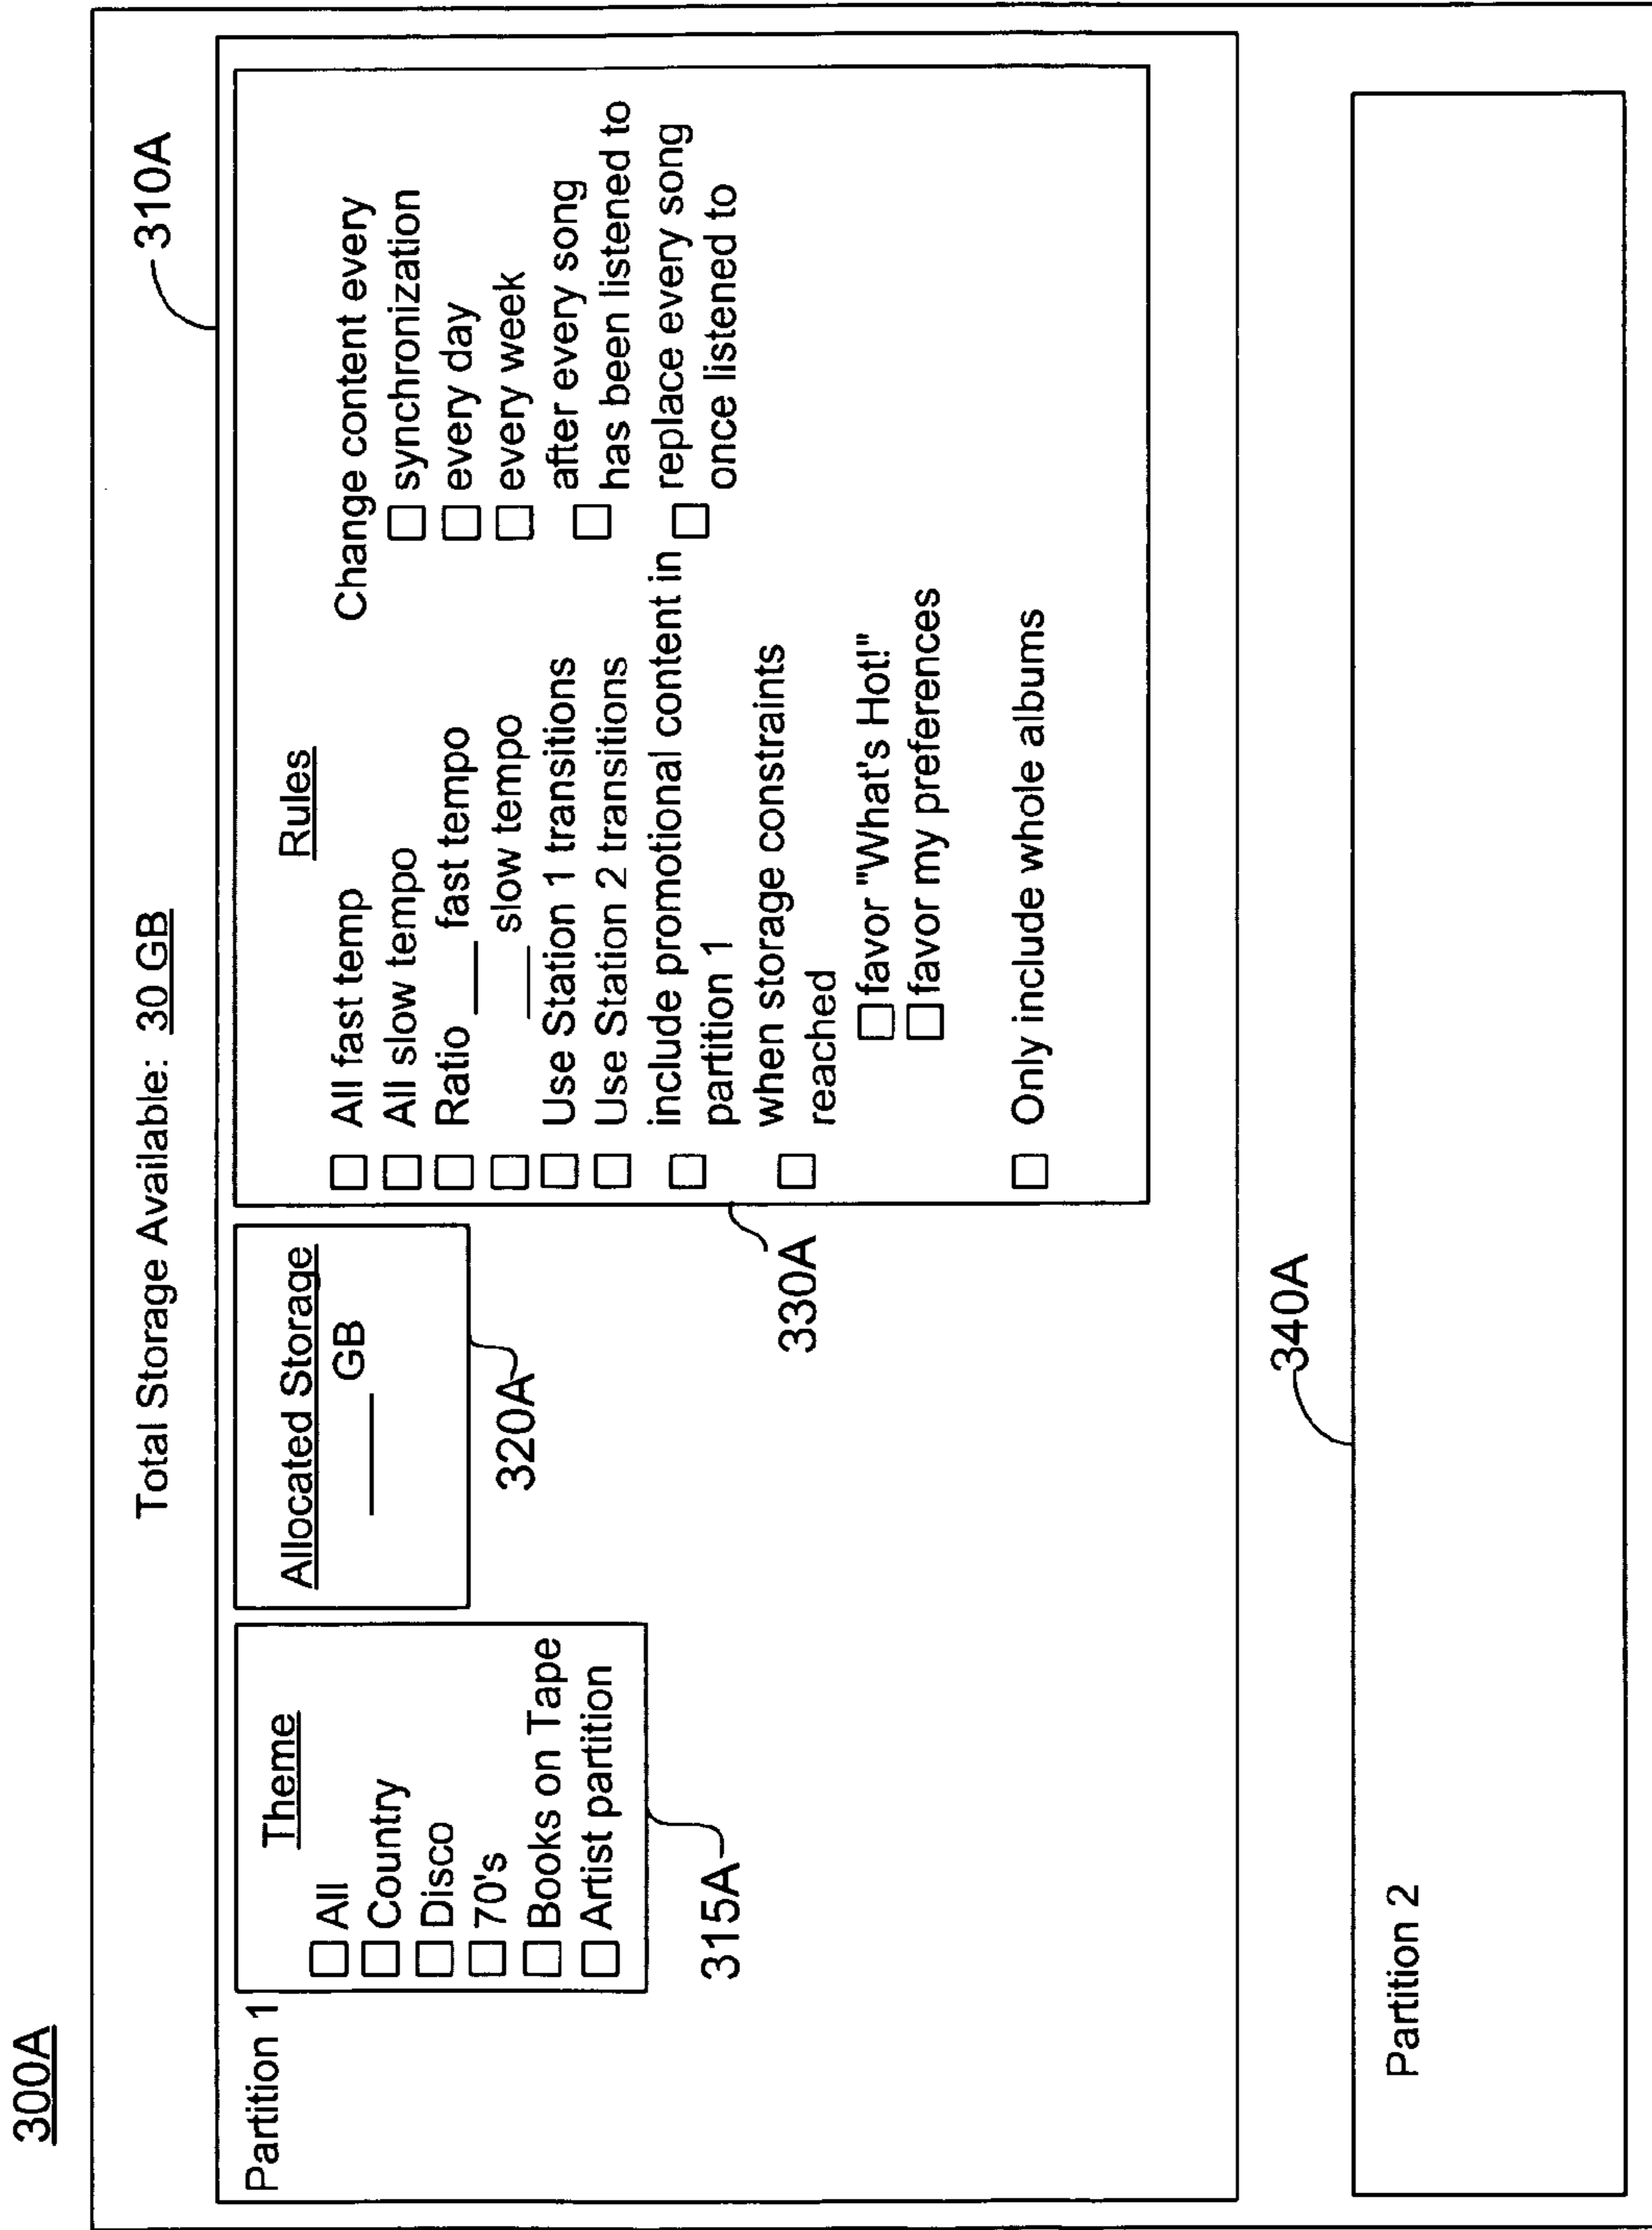 300A
Total Storage Available: 30 GB
310A
Partition 1
Theme
All
Country
Disco
70's
Books on Tape
Artist partition
315A
Allocated Storage
GB
320A
Rules
All fast temp
All slow tempo
Ratio ___ fast tempo
___ slow tempo
Use Station 1 transitions
Use Station 2 transitions
include promotional content in
partition 1
when storage constraints
reached
favor "What's Hot!"
favor my preferences
Only include whole albums
Change content every
synchronization
every day
every week
after every song
has been listened to
replace every song
once listened to
330A
340A
Partition 2